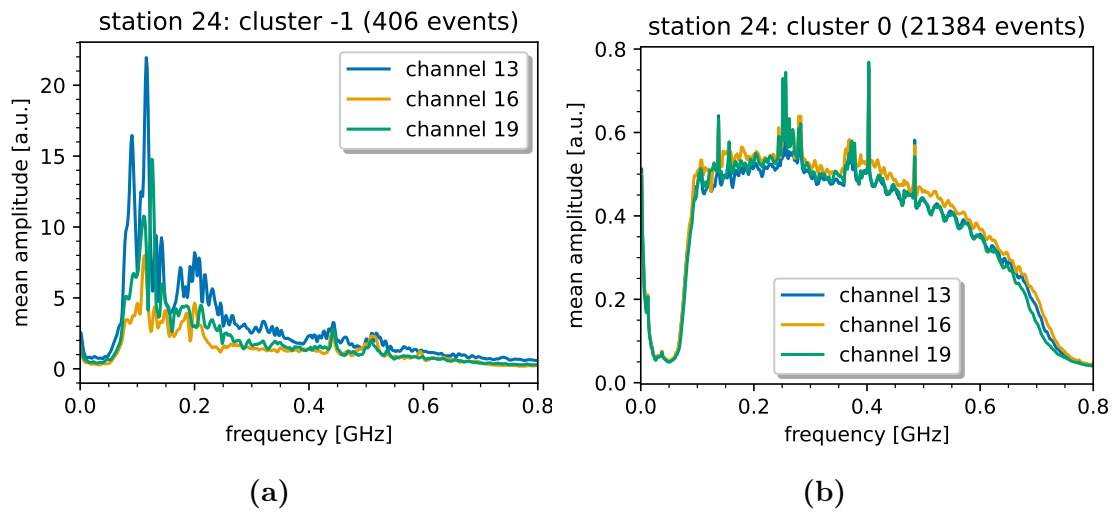 station 24: cluster -1 (406 events)
mean amplitude [a.u.]
20
15
10
5
0
channel 13
channel 16
channel 19
0.0 0.2 0.4 0.6 0.8
frequency [GHz]
(a)
station 24: cluster 0 (21384 events)
mean amplitude [a.u.]
0.8
0.6
0.4
0.2
0.0
channel 13
channel 16
channel 19
0.0 0.2 0.4 0.6 0.8
frequency [GHz]
(b)